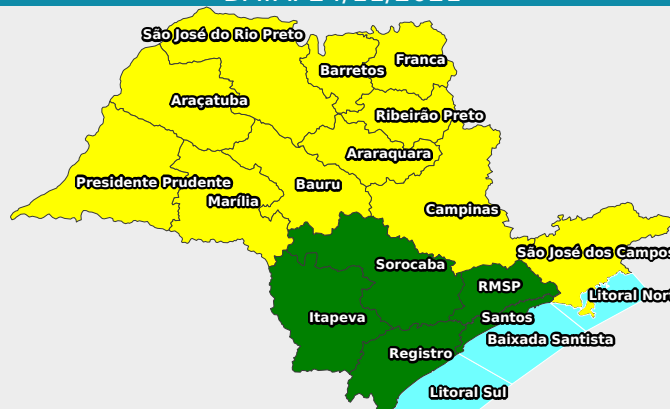 São José do Rio Preto
Franca
Barretos
Araçatuba
Ribeirão Preto
Araraquara
Presidente Prudente
Bauru
Marília
Campinas
São José dos Campos
Sorocaba
RMSP
Litoral Nor
Itapeva
Santos
Baixada Santista
Registro
Litoral Sul